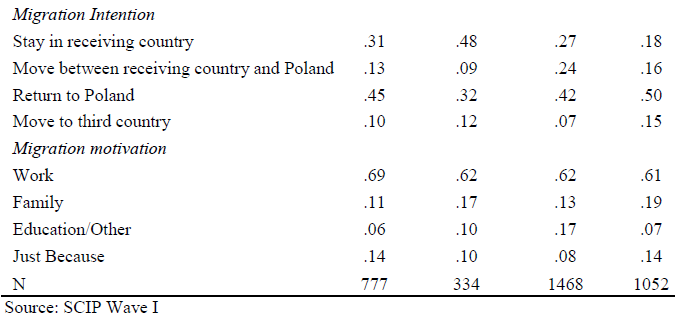 Migration Intention
Stay in receiving country .31 .48 .27 .18
Move between receiving country and Poland .13 .09 .24 .16
Return to Poland .45 .32 .42 .50
Move to third country .10 .12 .07 .15
Migration motivation
Work .69 .62 .62 .61
Family .11 .17 .13 .19
Education/Other .06 .10 .17 .07
Just Because .14 .10 .08 .14
N 777 334 1468 1052
Source: SCIP Wave I